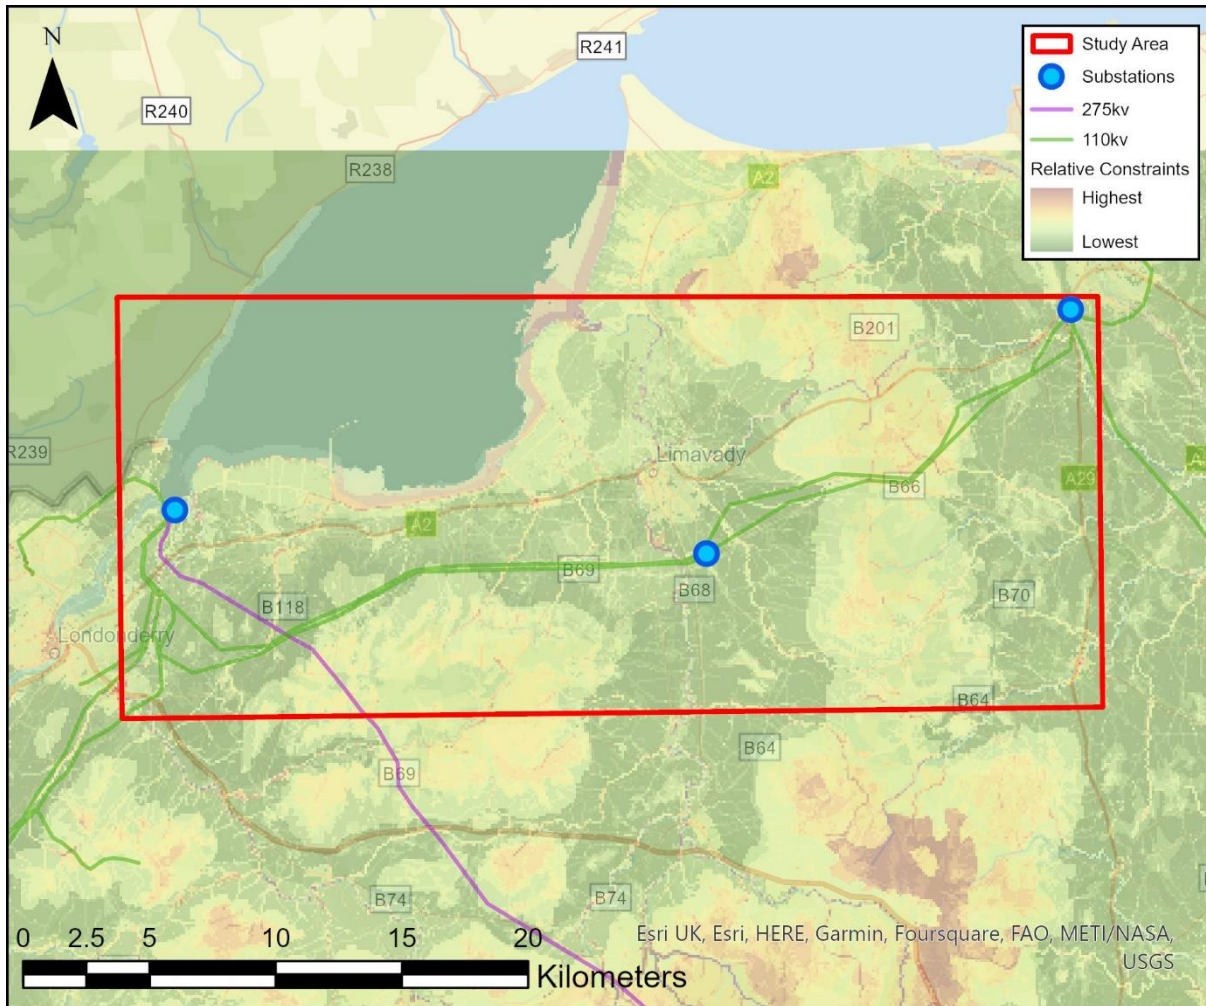 N
R241
R240
R238
A2
R239
B201
Limavady
B66
A29
A2
B69
B68
B70
B118
Londonderry
B64
B64
B69
B74
B74
Study Area
Substations
275kv
110kv
Relative Constraints
Highest
Lowest
0 2.5 5 10 15 20
Kilometers
Esri UK, Esri, HERE, Garmin, Foursquare, FAO, METI/NASA,
USGS